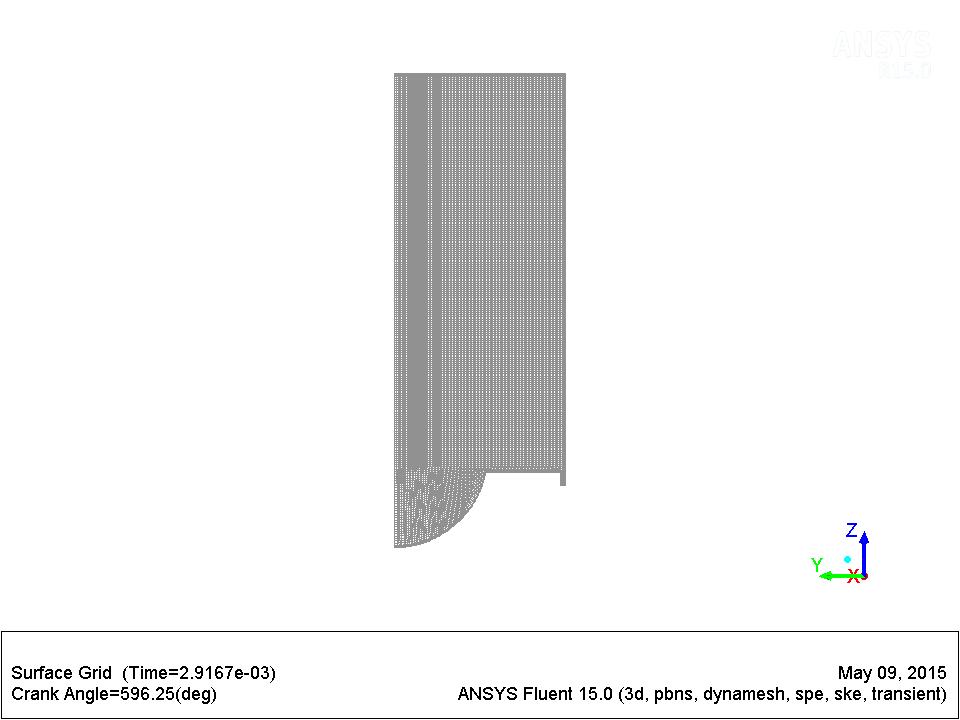 ANSYS
R15.0
Z
Y
X
Surface Grid (Time=2.9167e-03)
Crank Angle=596.25(deg)
May 09, 2015
ANSYS Fluent 15.0 (3d, pbns, dynamesh, spe, ske, transient)